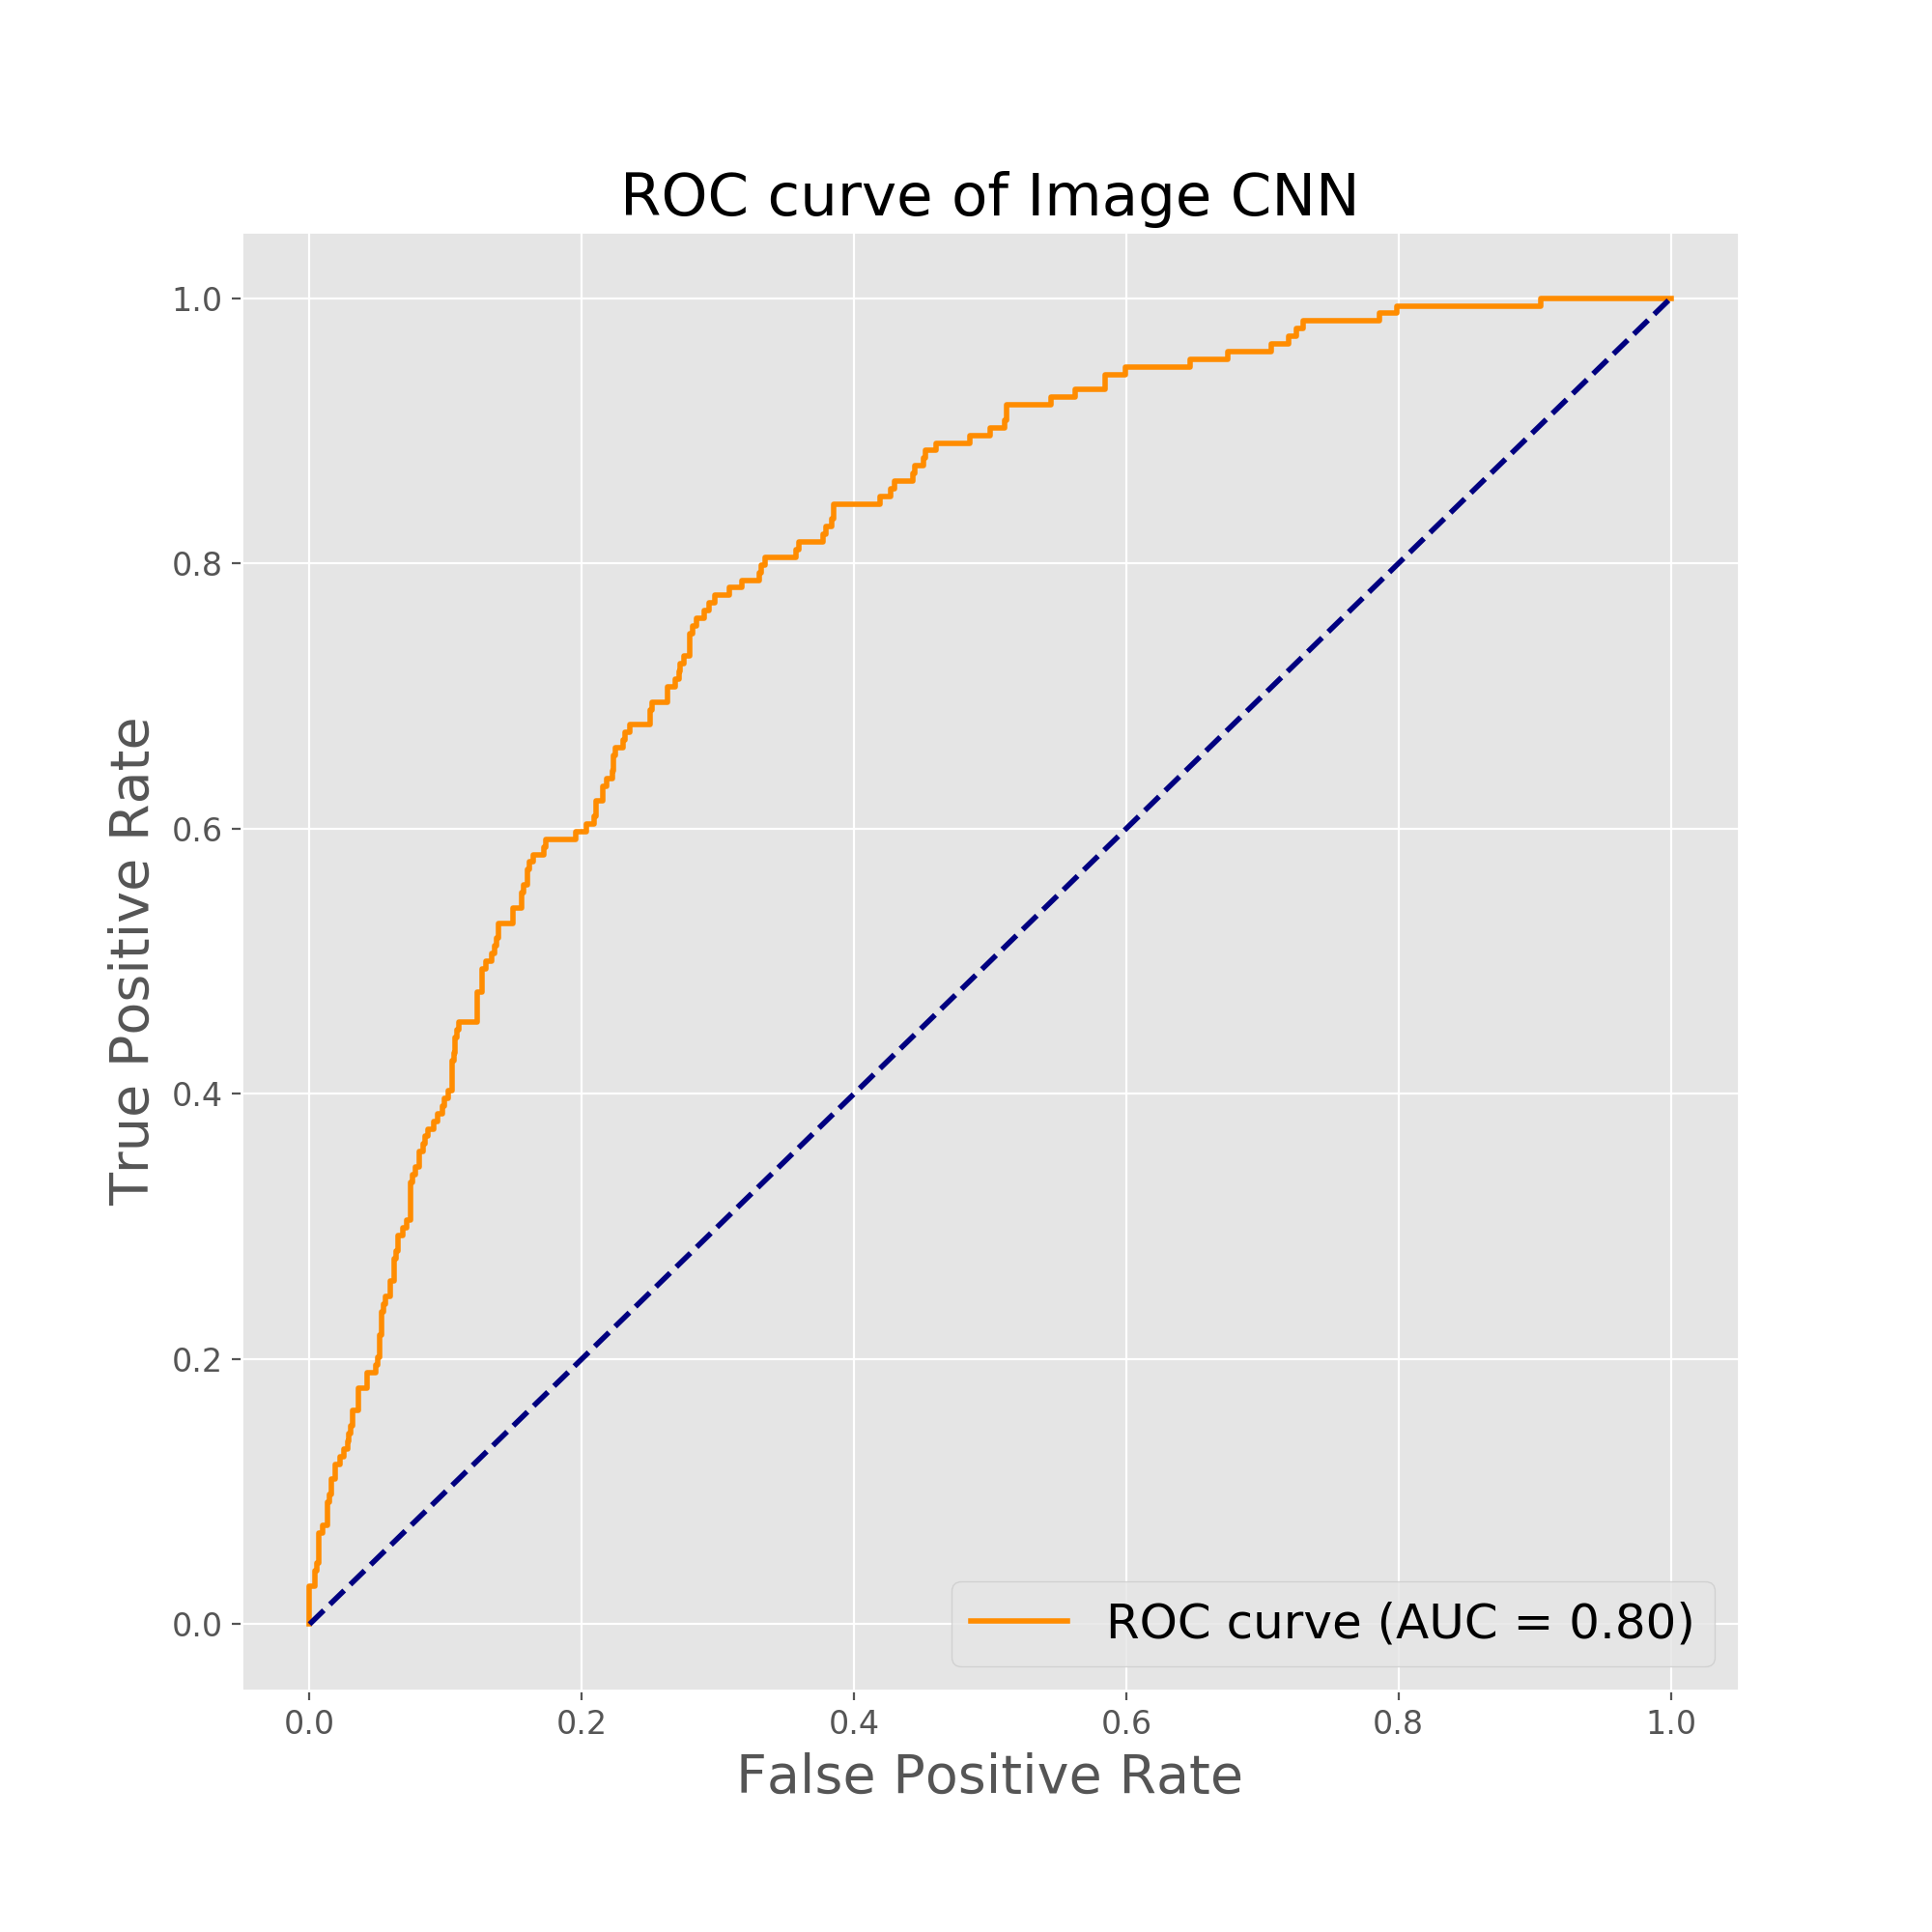 ROC curve of Image CNN
True Positive Rate
1.0
0.8
0.6
0.4
0.2
0.0
ROC curve (AUC = 0.80)
0.0 0.2 0.4 0.6 0.8 1.0
False Positive Rate